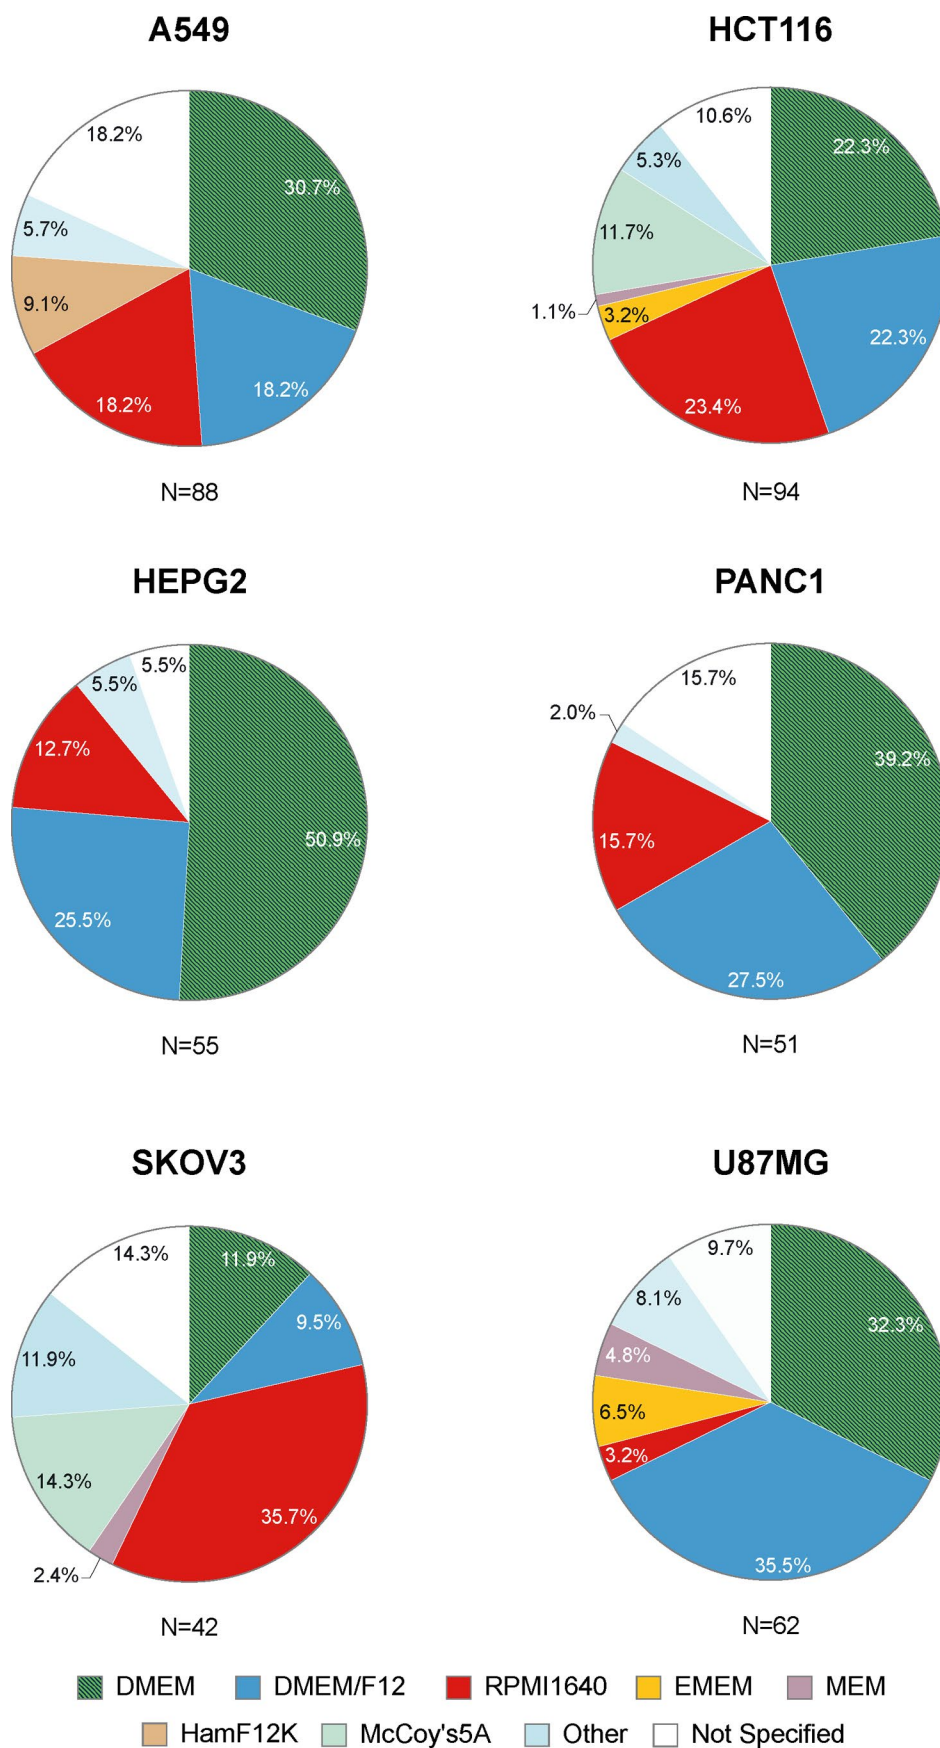 A549
HCT116
18.2%
30.7%
5.7%
9.1%
18.2%
18.2%
N=88
10.6%
22.3%
5.3%
11.7%
1.1%
3.2%
22.3%
23.4%
N=94
HEPG2
PANC1
5.5%
5.5%
12.7%
50.9%
25.5%
N=55
15.7%
2.0%
39.2%
15.7%
27.5%
N=51
SKOV3
U87MG
14.3%
11.9%
9.5%
11.9%
14.3%
35.7%
2.4%
N=42
9.7%
8.1%
32.3%
4.8%
6.5%
3.2%
35.5%
N=62
DMEM DMEM/F12 RPMI1640 EMEM MEM
HamF12K McCoy's5A Other Not Specified